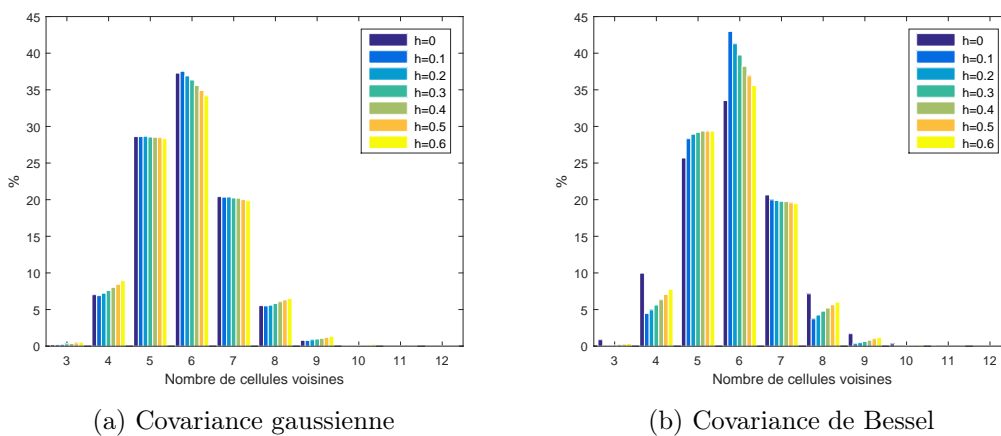 45
40
35
30
25
20
15
10
5
0
%
3 4 5 6 7 8 9 10 11 12
Nombre de cellules voisines
h=0
h=0.1
h=0.2
h=0.3
h=0.4
h=0.5
h=0.6
(a) Covariance gaussienne
45
40
35
30
25
20
15
10
5
0
%
3 4 5 6 7 8 9 10 11 12
Nombre de cellules voisines
h=0
h=0.1
h=0.2
h=0.3
h=0.4
h=0.5
h=0.6
(b) Covariance de Bessel